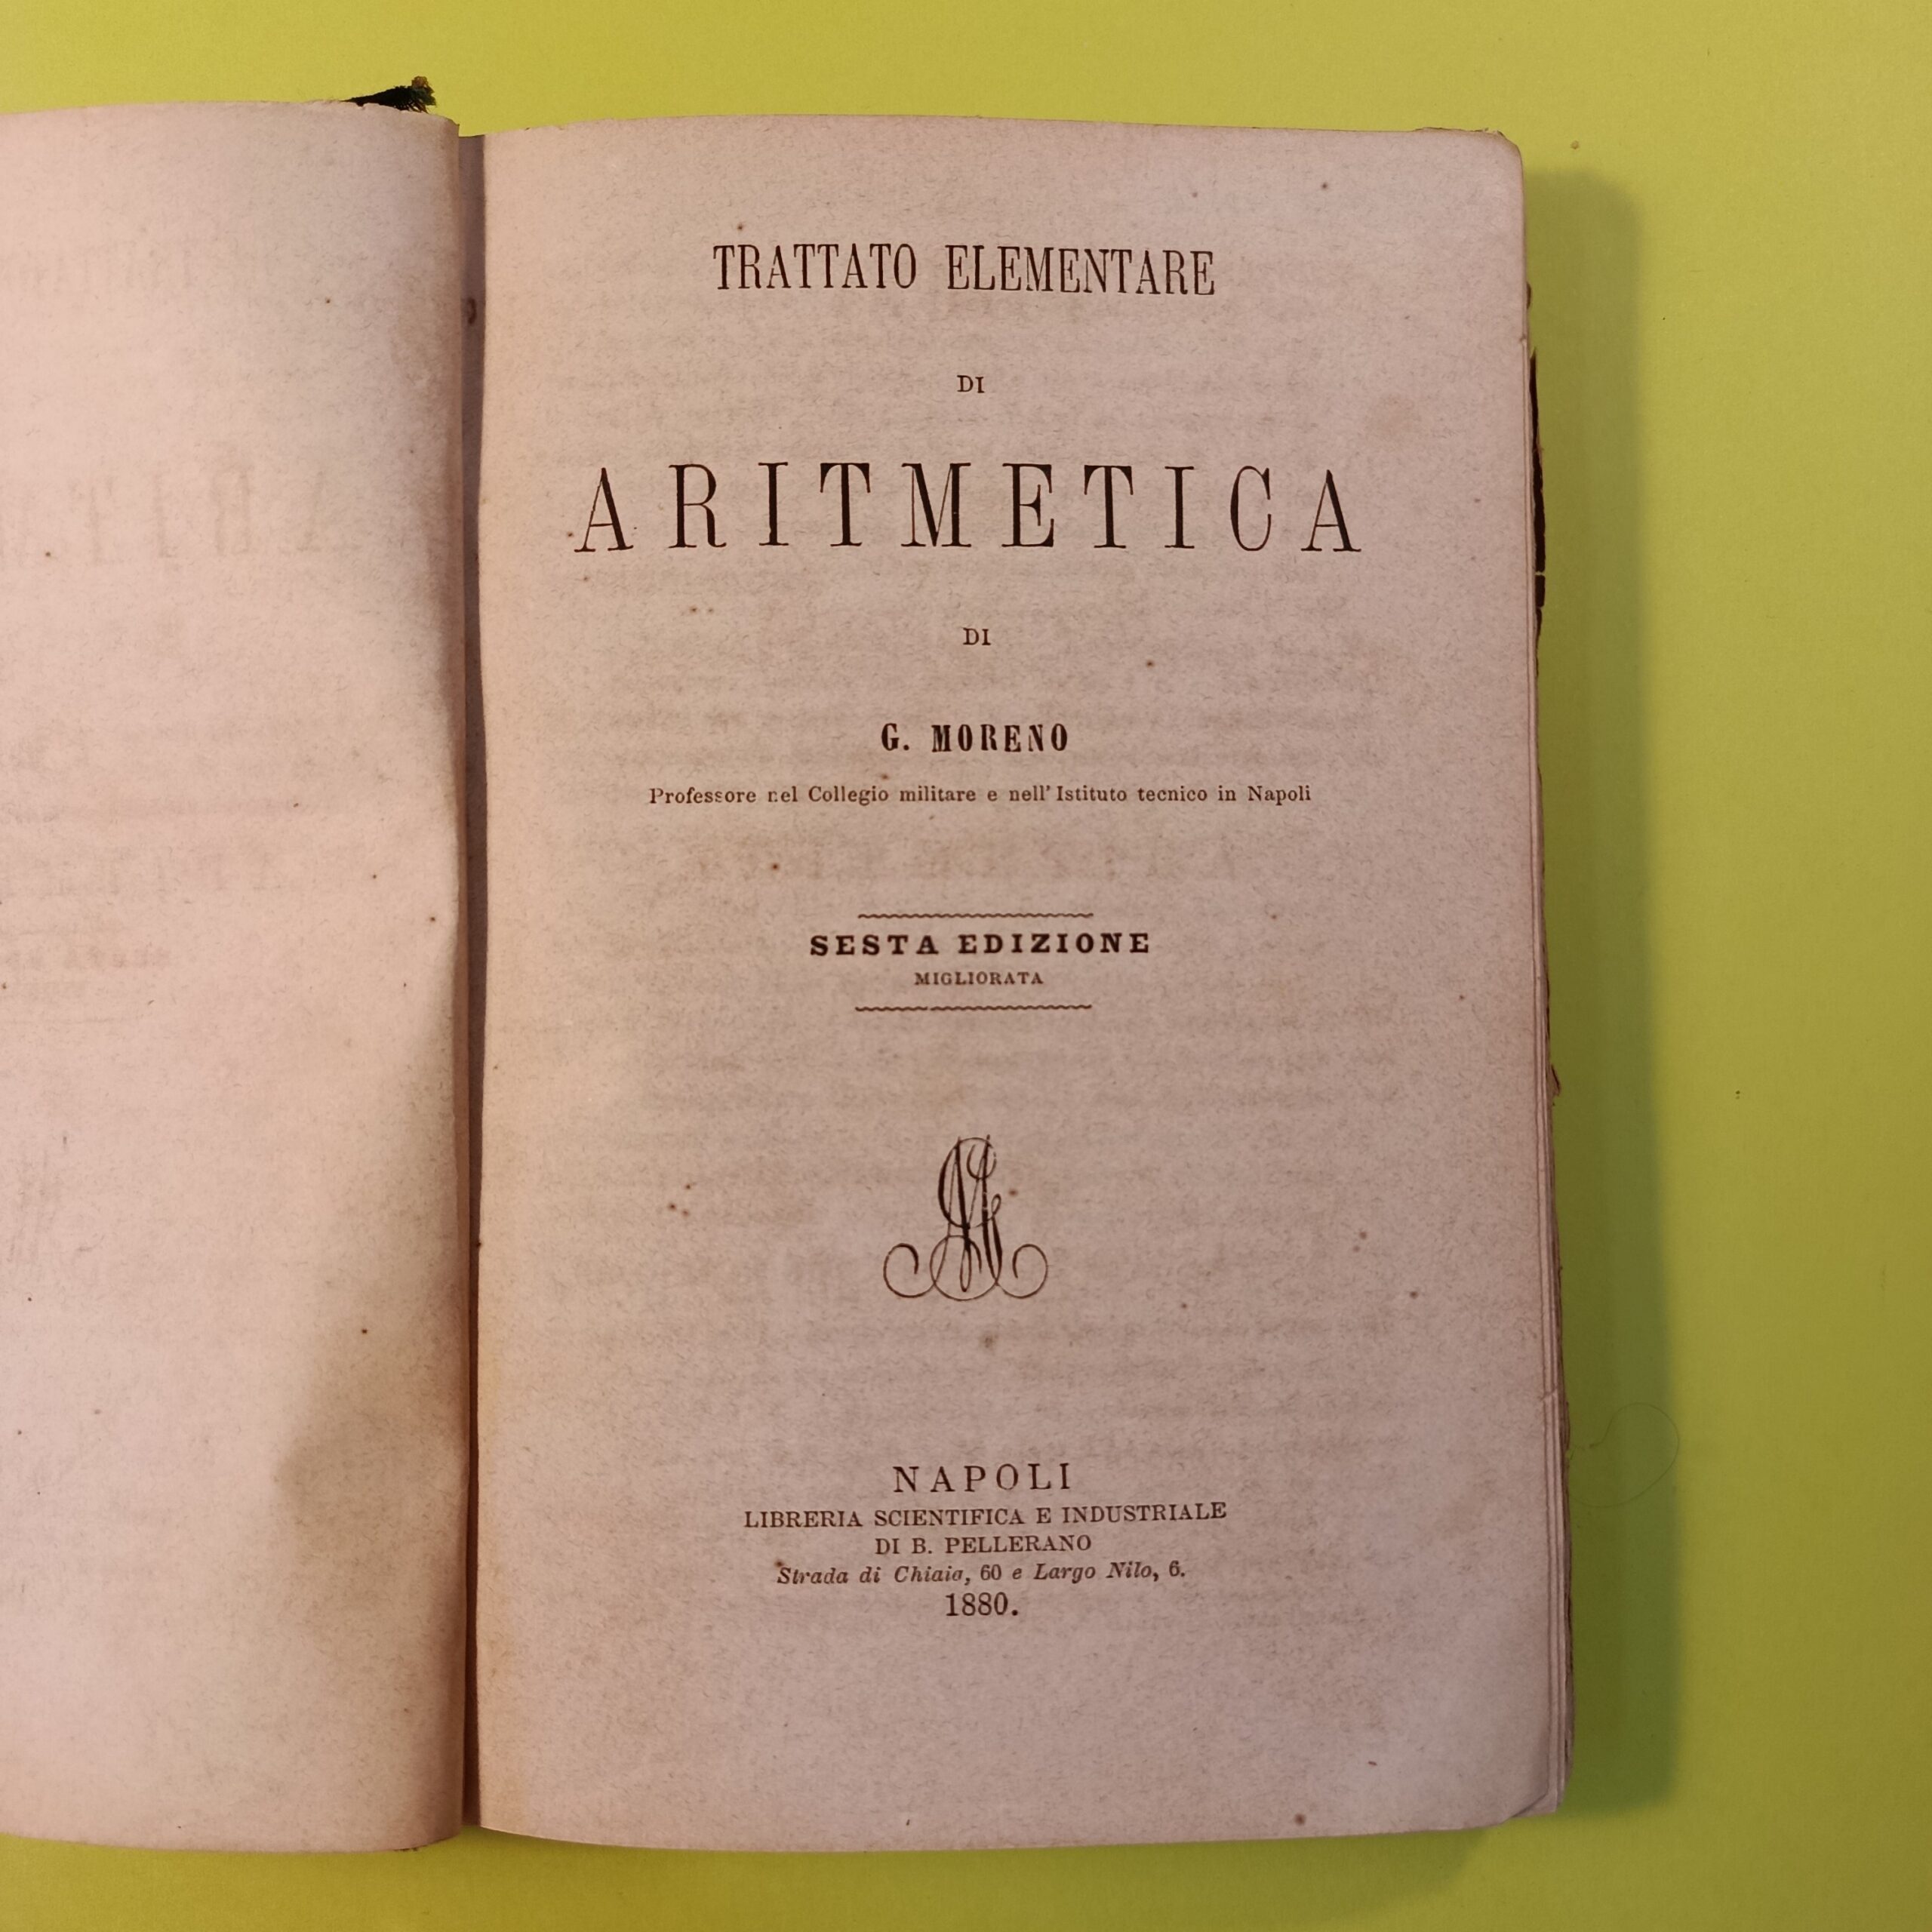 TRATTATO ELEMENTARE
DI
ARITMETICA
DI
G. MORENO
Professore nel Collegio militare e nell'Istituto tecnico in Napoli
SESTA EDIZIONE
MIGLIORATA
NAPOLI
LIBRERIA SCIENTIFICA E INDUSTRIALE
DI B. PELLERANO
Strada di Chiaia, 60 e Largo Nilo, 6.
1880.